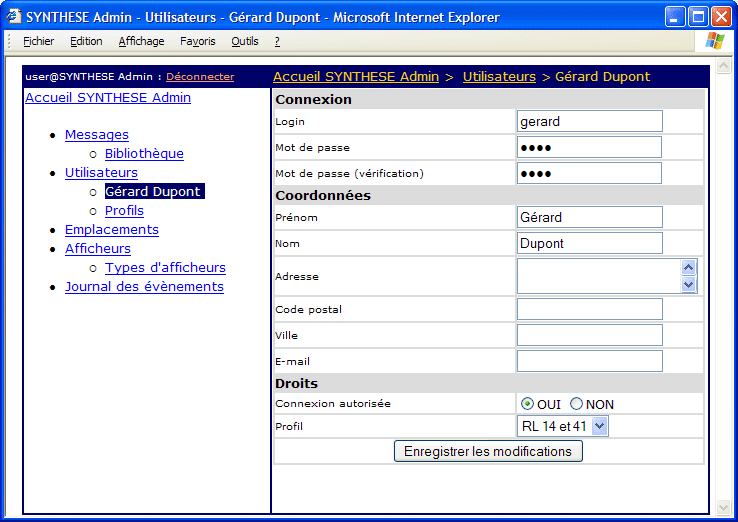 SYNTHESE Admin - Utilisateurs - Gérard Dupont - Microsoft Internet Explorer
Fichier Edition Affichage Favoris Outils ?
user@SYNTHESE Admin : Déconnecter
Accueil SYNTHESE Admin > Utilisateurs > Gérard Dupont
Accueil SYNTHESE Admin
Messages
Bibliothèque
Utilisateurs
Gérard Dupont
Profils
Emplacements
Afficheurs
Types d'afficheurs
Journal des évènements
Connexion
Login gerard
Mot de passe ●●●●
Mot de passe (vérification) ●●●●
Coordonnées
Prénom Gérard
Nom Dupont
Adresse
Code postal
Ville
E-mail
Droits
Connexion autorisée OUI NON
Profil RL 14 et 41
Enregistrer les modifications